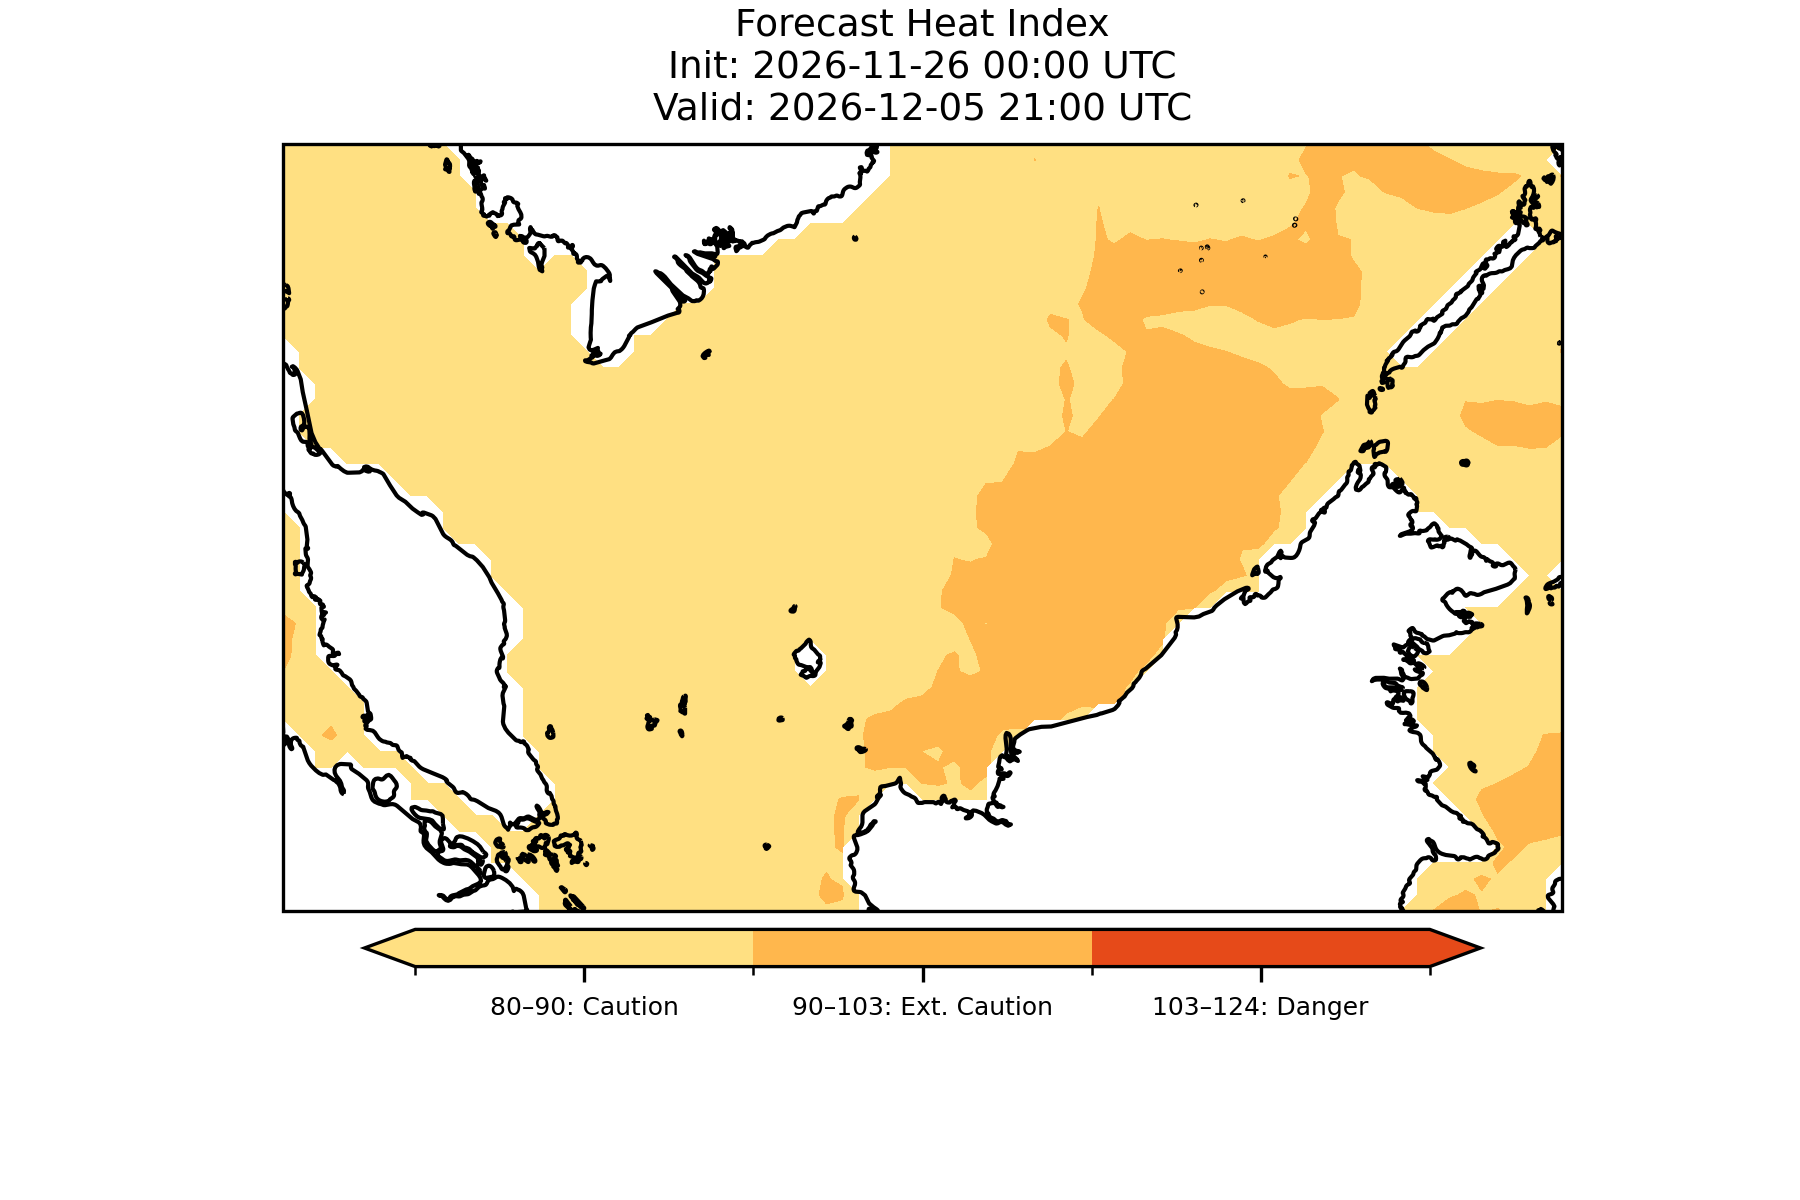 Forecast Heat Index
Init: 2026-11-26 00:00 UTC
Valid: 2026-12-05 21:00 UTC
80–90: Caution
90–103: Ext. Caution
103–124: Danger